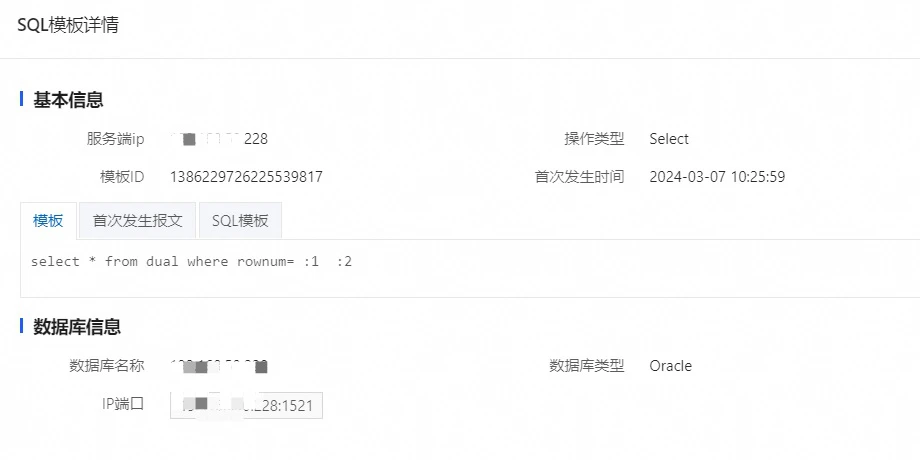 SQL模板详情
基本信息
服务端ip 228 操作类型 Select
模板ID 1386229726225539817 首次发生时间 2024-03-07 10:25:59
模板 首次发生报文 SQL模板
select * from dual where rownum= :1  :2
数据库信息
数据库名称 数据库类型 Oracle
IP端口 .228:1521